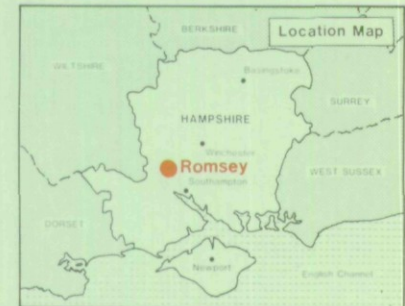 Location Map
BERKSHIRE
WILTSHIRE
Basingstoke
SURREY
HAMPSHIRE
Winchester
Romsey
WEST SUSSEX
Southampton
DORSET
Newport
English Channel